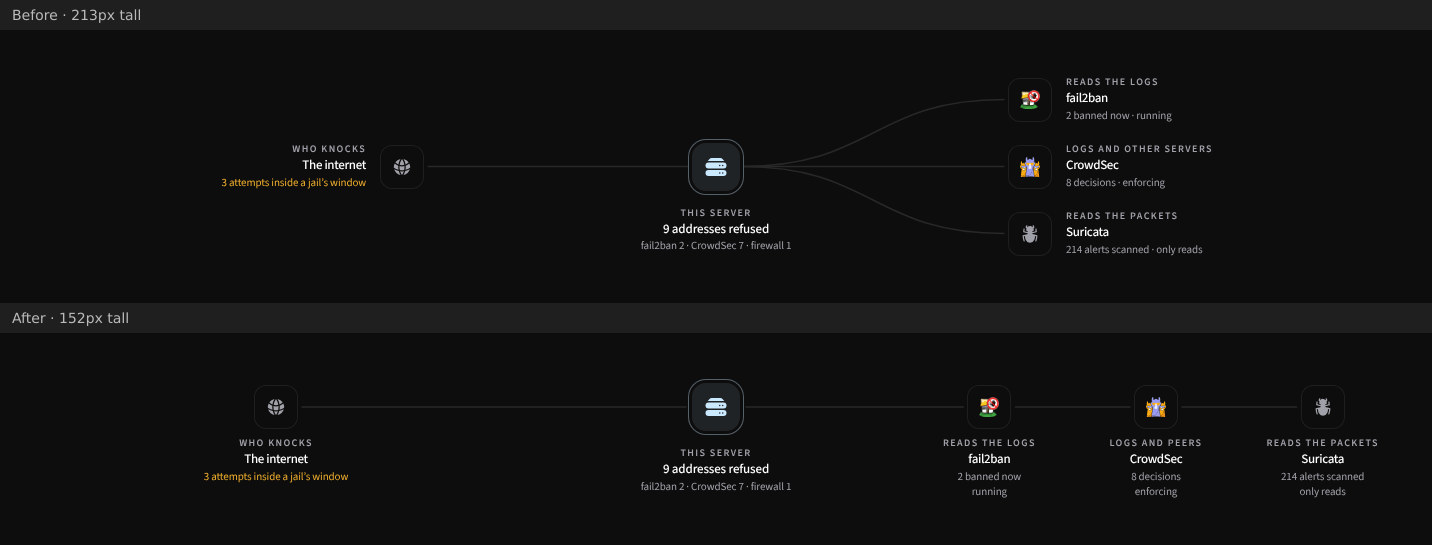 Before · 213px tall
READS THE LOGS
fail2ban
2 banned now · running
WHO KNOCKS
The internet
3 attempts inside a jail's window
LOGS AND OTHER SERVERS
CrowdSec
8 decisions · enforcing
THIS SERVER
9 addresses refused
fail2ban 2 · CrowdSec 7 · firewall 1
READS THE PACKETS
Suricata
214 alerts scanned · only reads
After · 152px tall
WHO KNOCKS
The internet
3 attempts inside a jail's window
THIS SERVER
9 addresses refused
fail2ban 2 · CrowdSec 7 · firewall 1
READS THE LOGS
fail2ban
2 banned now
running
LOGS AND PEERS
CrowdSec
8 decisions
enforcing
READS THE PACKETS
Suricata
214 alerts scanned
only reads